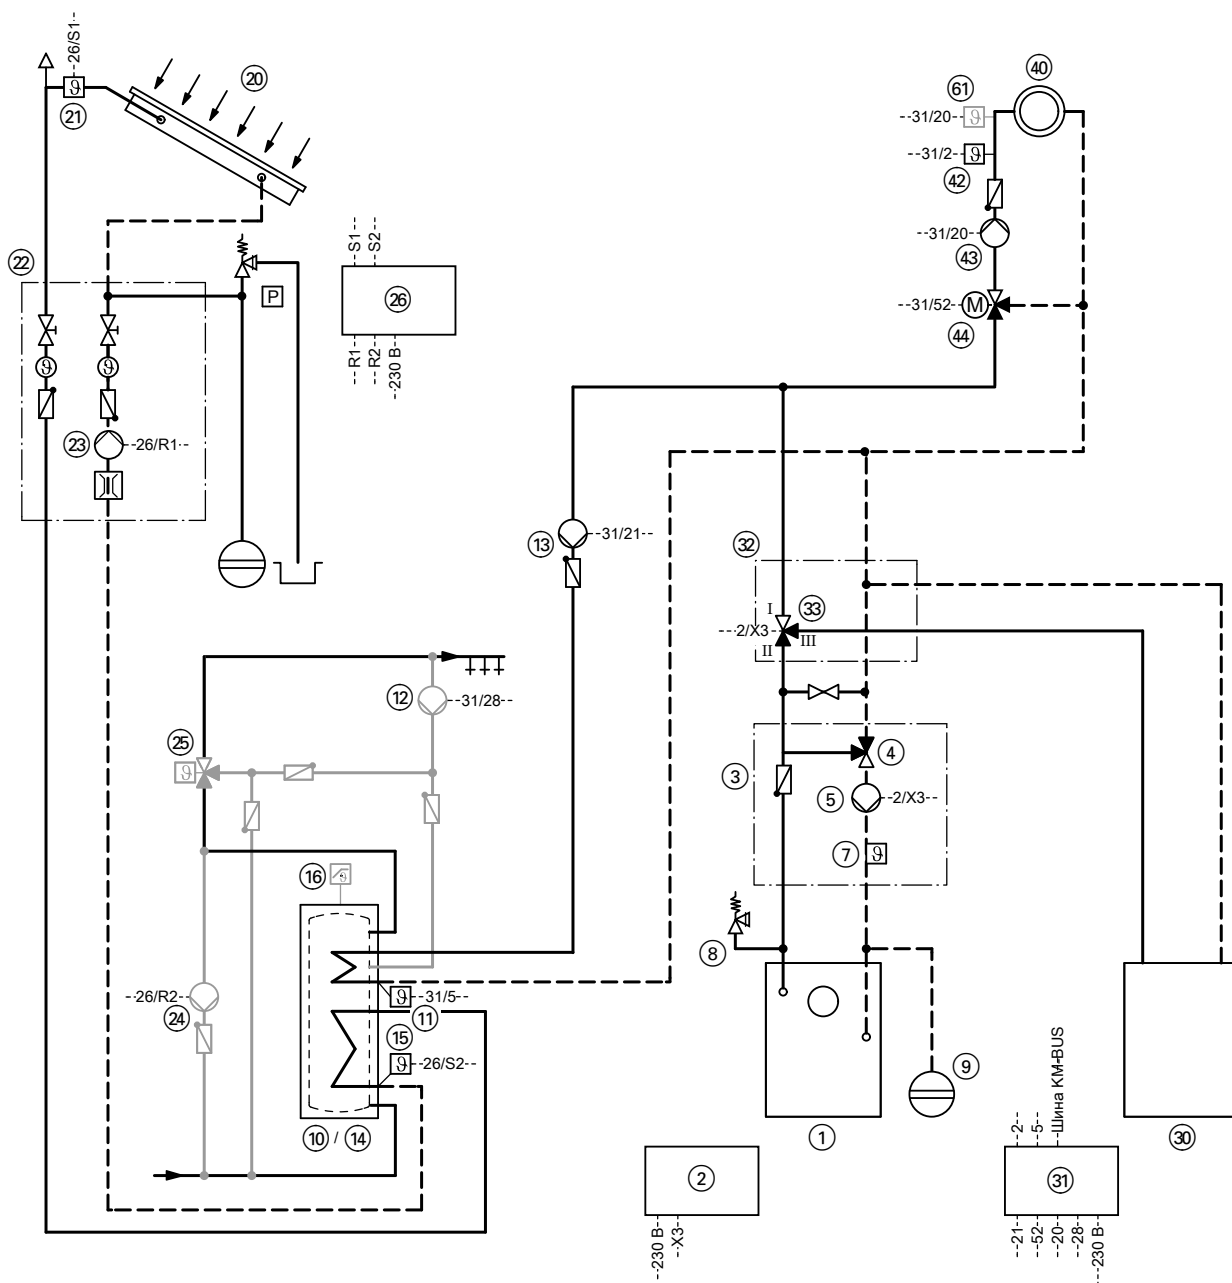 --26/S1--
20
21
40
61
--31/20--
ϑ
ϑ
--31/2--
ϑ
42
--S1--
--S2--
--31/20--
43
22
P
26
--31/52--
M
44
--R1--
--R2--
--230 В--
ϑ
ϑ
23
--26/R1--
13
--31/21--
32
I
33
--2/X3--
II
III
12
--31/28--
25
ϑ
4
3
5
--2/X3--
7
ϑ
16
ϑ
8
--26/R2--
24
ϑ
--31/5--
11
15
ϑ
--26/S2--
9
10 / 14
1
--2--
--5--
Шина KM-BUS
30
2
31
--230 В--
--X3--
--21--
--52--
--20--
--28--
--230 В--